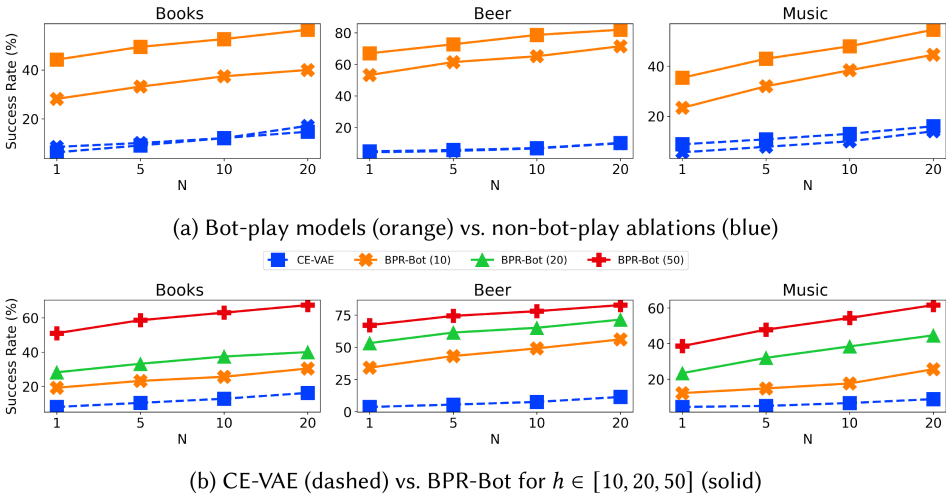 Books Beer Music
Success Rate (%)
40
20
1 5 10 20
N
80
60
40
20
1 5 10 20
N
40
20
1 5 10 20
N
(a) Bot-play models (orange) vs. non-bot-play ablations (blue)
CE-VAE BPR-Bot (10) BPR-Bot (20) BPR-Bot (50)
Books Beer Music
Success Rate (%)
60
40
20
1 5 10 20
N
75
50
25
0
1 5 10 20
N
60
40
20
1 5 10 20
N
(b) CE-VAE (dashed) vs. BPR-Bot for h ∈ [10, 20, 50] (solid)